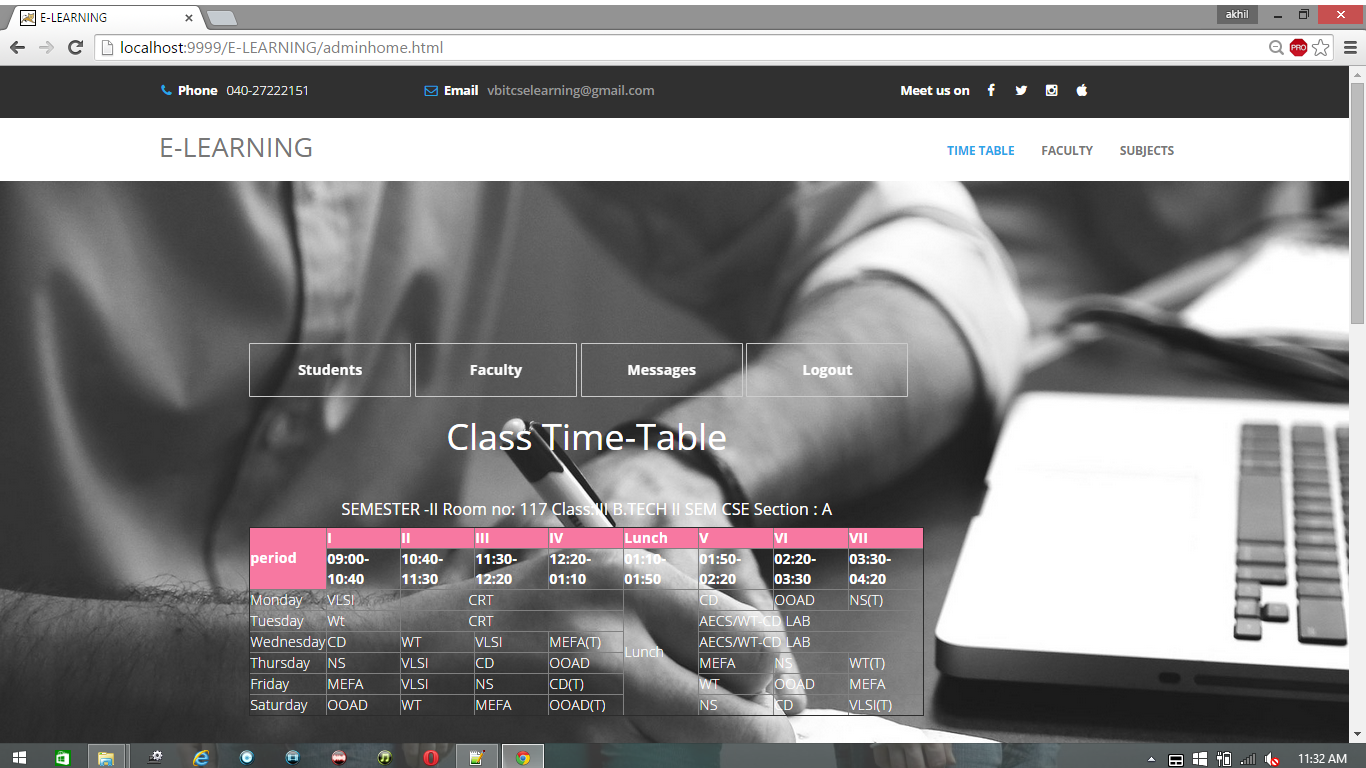 E-LEARNING
akhil
localhost:9999/E-LEARNING/adminhome.html
PRO
Phone 040-27222151 Email vbitcselearning@gmail.com Meet us on
E-LEARNING
TIME TABLE FACULTY SUBJECTS
Students Faculty Messages Logout
Class Time-Table
SEMESTER -II Room no: 117 Class:III B.TECH II SEM CSE Section : A
period I II III IV Lunch V VI VII
09:00-10:40 10:40-11:30 11:30-12:20 12:20-01:10 01:10-01:50 01:50-02:20 02:20-03:30 03:30-04:20
Monday VLSI CRT Lunch CD OOAD NS(T)
Tuesday Wt CRT AECS/WT-CD LAB
Wednesday CD WT VLSI MEFA(T) AECS/WT-CD LAB
Thursday NS VLSI CD OOAD MEFA NS WT(T)
Friday MEFA VLSI NS CD(T) WT OOAD MEFA
Saturday OOAD WT MEFA OOAD(T) NS CD VLSI(T)
11:32 AM